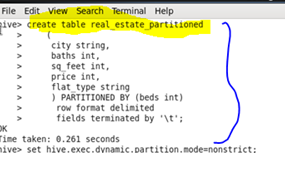 File Edit View Search Terminal Help
hive> create table real_estate_partitioned
> (
> city string,
> baths int,
> sq_feet int,
> price int,
> flat_type string
> ) PARTITIONED BY (beds int)
> row format delimited
> fields terminated by '\t';
OK
Time taken: 0.261 seconds
hive> set hive.exec.dynamic.partition.mode=nonstrict;